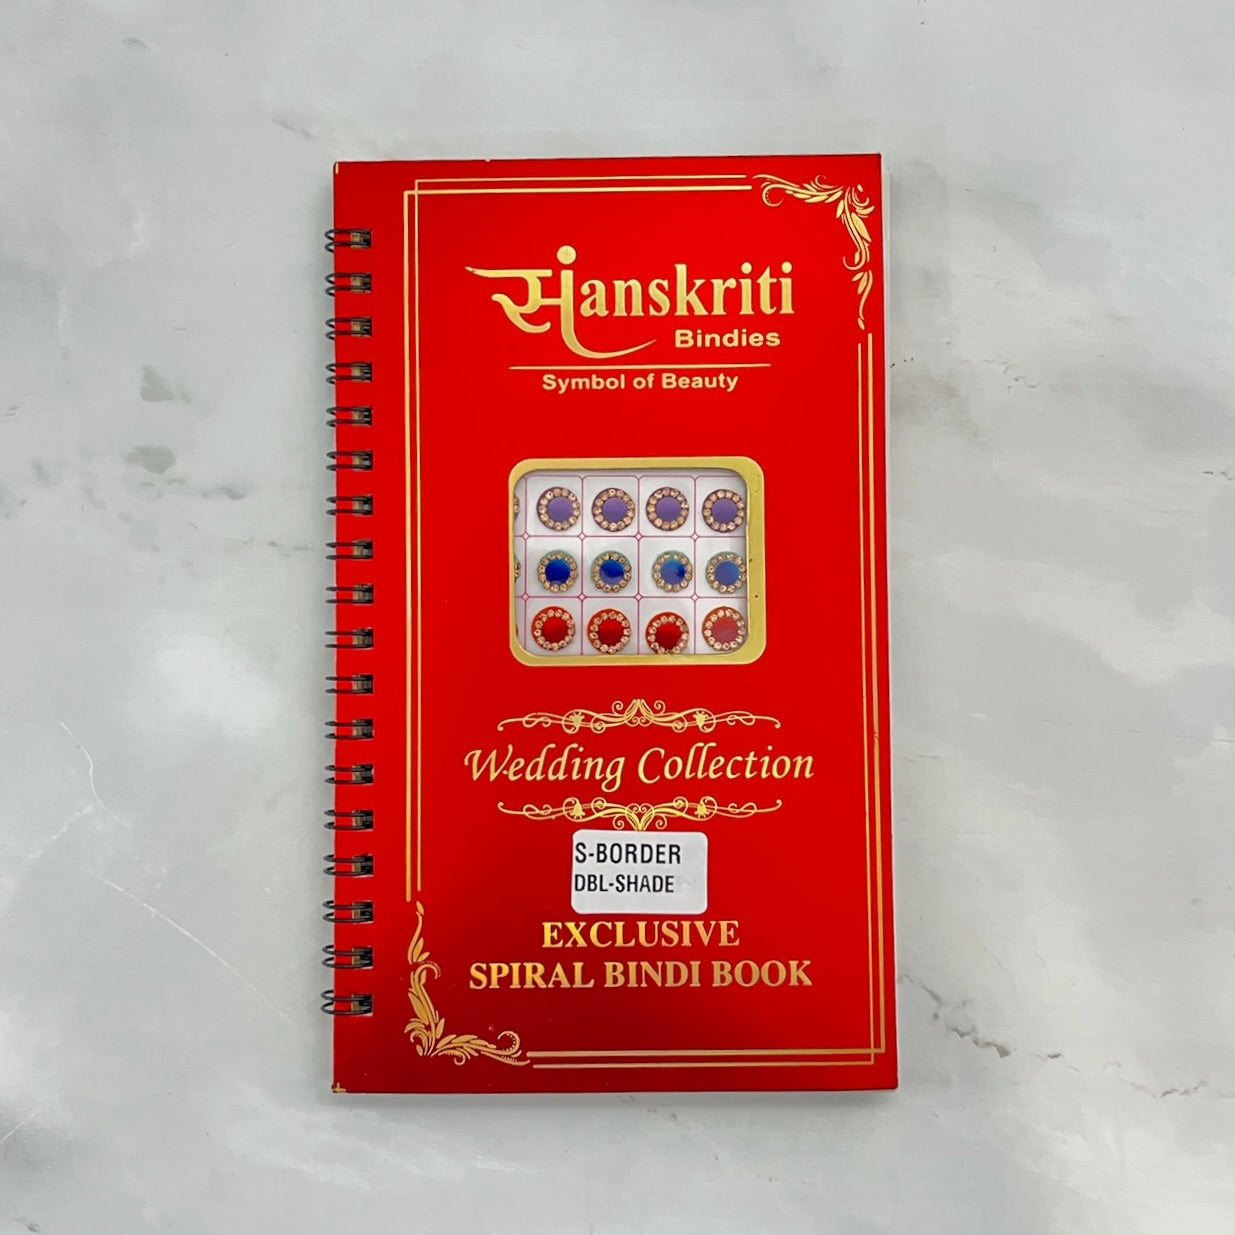 संanskriti
Bindies
Symbol of Beauty
Wedding Collection
S-BORDER
DBL-SHADE
EXCLUSIVE
SPIRAL BINDI BOOK